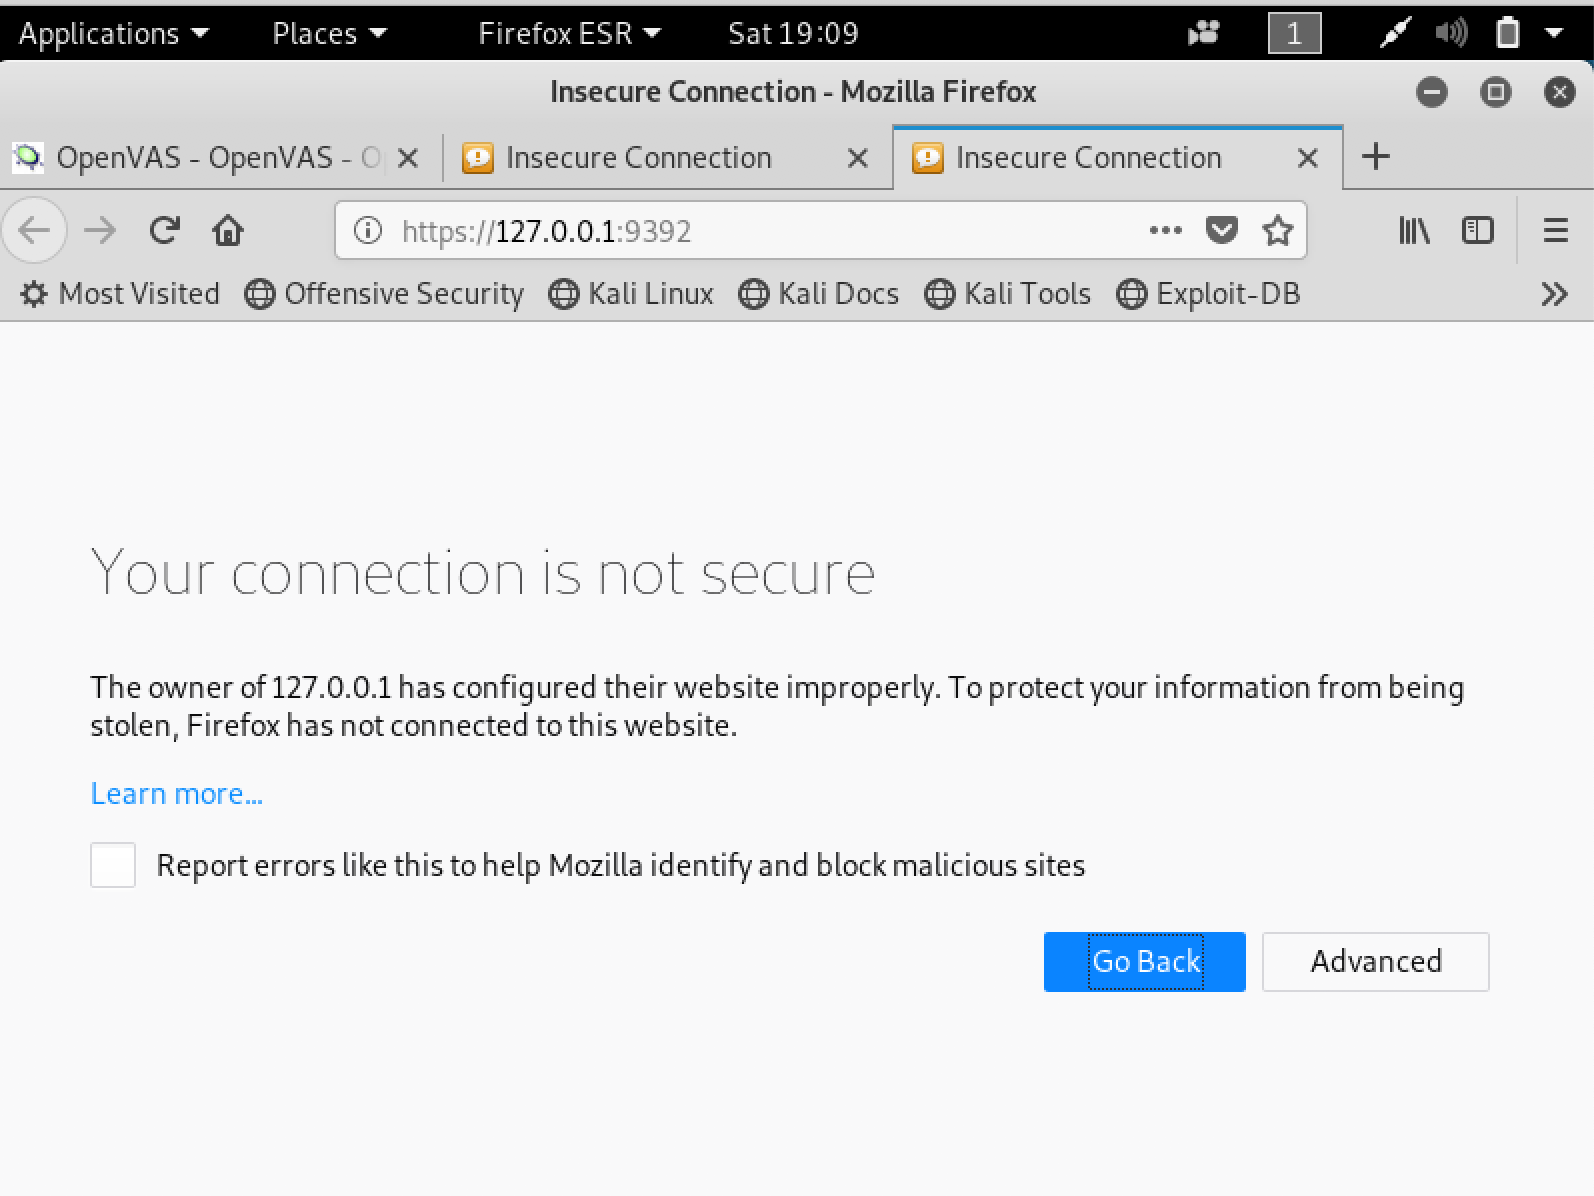 Applications Places Firefox ESR Sat 19:09 1
Insecure Connection - Mozilla Firefox
OpenVAS - OpenVAS - O Insecure Connection Insecure Connection
https://127.0.0.1:9392
Most Visited Offensive Security Kali Linux Kali Docs Kali Tools Exploit-DB
Your connection is not secure
The owner of 127.0.0.1 has configured their website improperly. To protect your information from being
stolen, Firefox has not connected to this website.
Learn more...
Report errors like this to help Mozilla identify and block malicious sites
Go Back Advanced